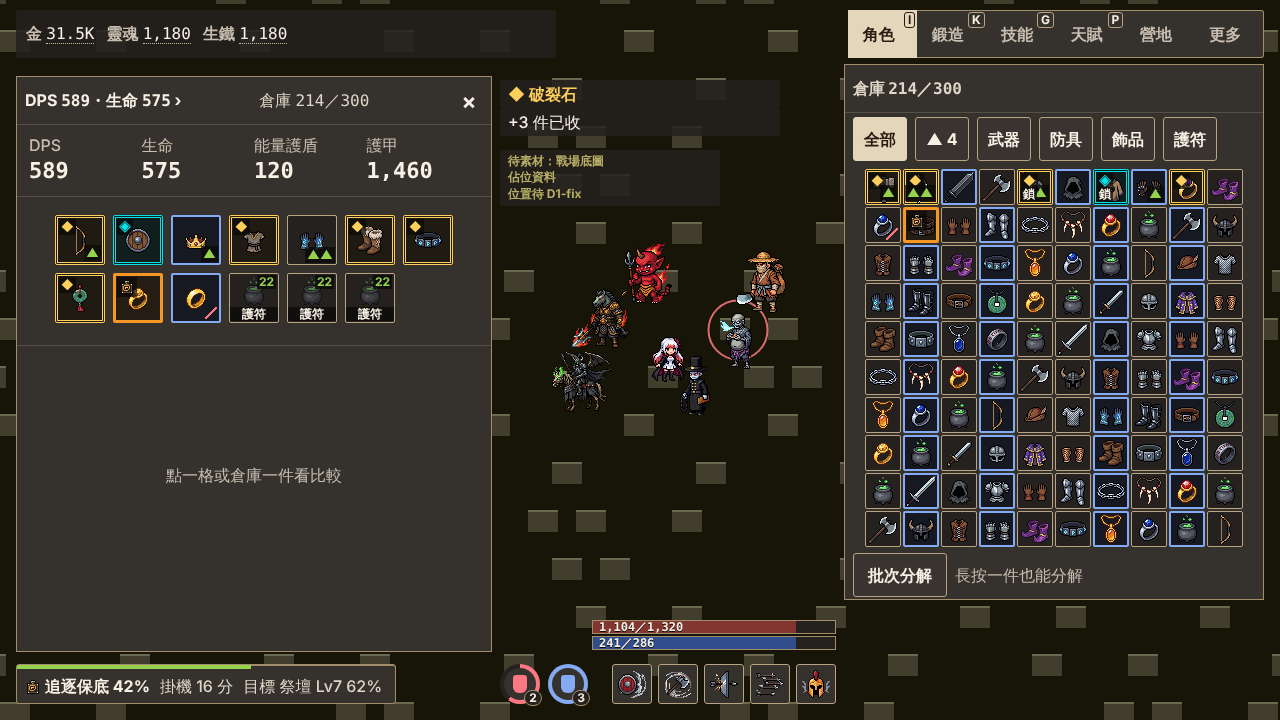 金 31.5K 靈魂 1,180 生鐵 1,180
角色 I 鍛造 K 技能 G 天賦 P 營地 更多
DPS 589・生命 575 › 倉庫 214／300 ×
DPS 生命 能量護盾 護甲
589 575 120 1,460
22 22 22
護符 護符 護符
點一格或倉庫一件看比較
◆ 破裂石
+3 件已收
待素材：戰場底圖
佔位資料
位置待 D1-fix
倉庫 214／300
全部 ▲ 4 武器 防具 飾品 護符
鎖 鎖
批次分解 長按一件也能分解
1,104／1,320
241／286
追逐保底 42% 掛機 16 分 目標 祭壇 Lv7 62%
2 3